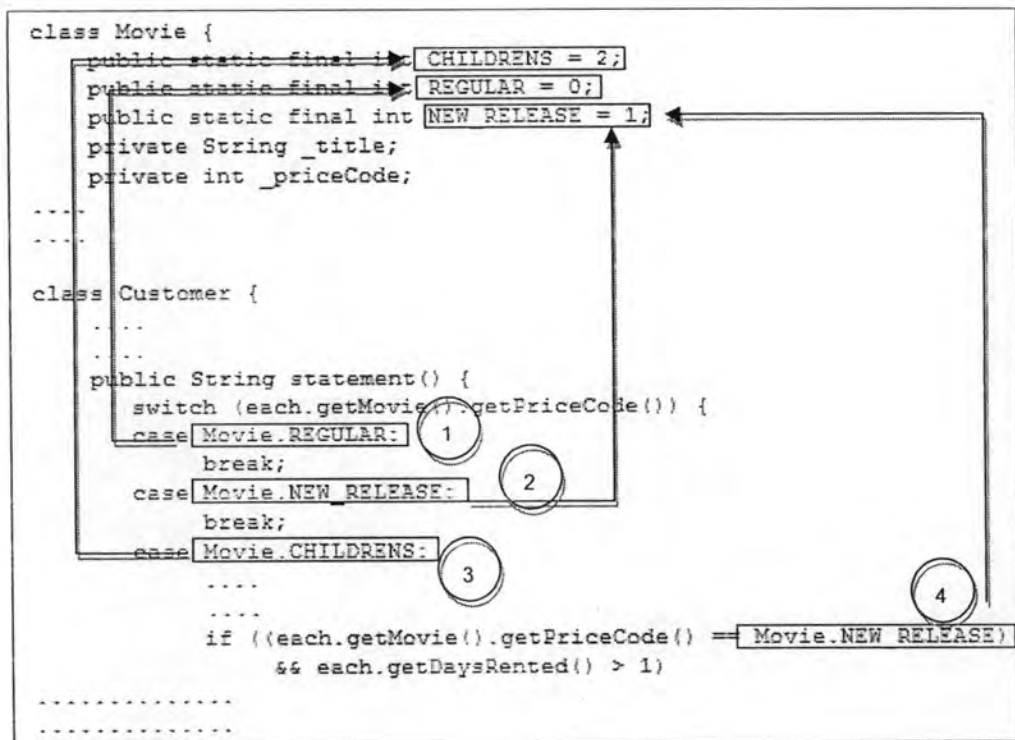 class Movie {
public static final int CHILDRENS = 2;
public static final int REGULAR = 0;
public static final int NEW_RELEASE = 1;
private String _title;
private int _priceCode;
....
....
class Customer {
....
....
public String statement() {
switch (each.getMovie().getPriceCode()) {
case Movie.REGULAR: 1
break;
case Movie.NEW_RELEASE: 2
break;
case Movie.CHILDRENS: 3
....
....
4
if ((each.getMovie().getPriceCode() == Movie.NEW_RELEASE)
&& each.getDaysRented() > 1)
..............
..............